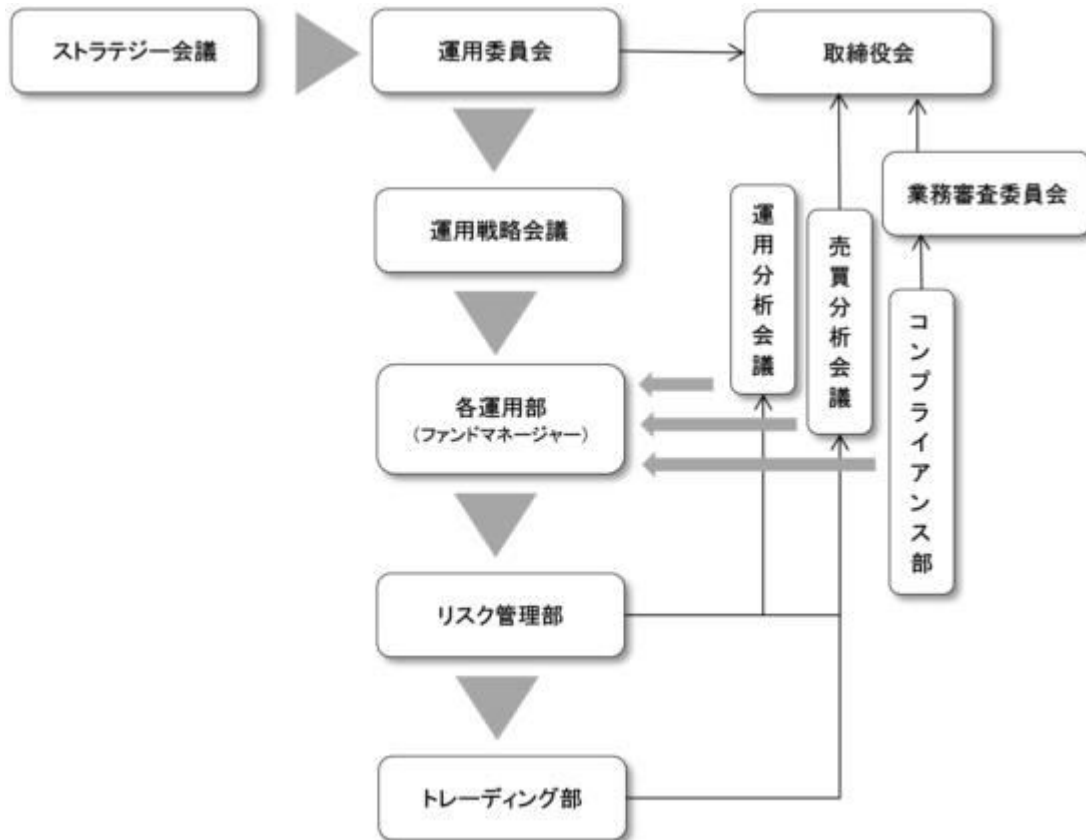 ストラテジー会議
運用委員会
取締役会
業務審査委員会
運用戦略会議
運用分析会議
売買分析会議
コンプライアンス部
各運用部
（ファンドマネージャー）
リスク管理部
トレーディング部